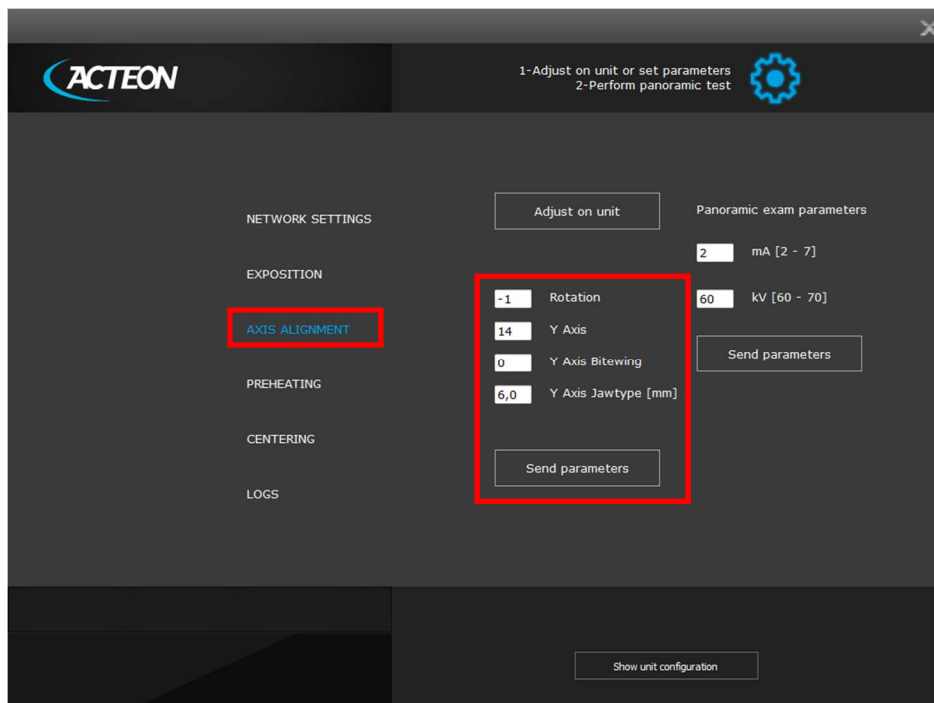 ACTEON
1-Adjust on unit or set parameters
2-Perform panoramic test
NETWORK SETTINGS
EXPOSITION
AXIS ALIGNMENT
PREHEATING
CENTERING
LOGS
Adjust on unit
-1 Rotation
14 Y Axis
0 Y Axis Bitewing
6,0 Y Axis Jawtype [mm]
Send parameters
Panoramic exam parameters
2 mA [2 - 7]
60 kV [60 - 70]
Send parameters
Show unit configuration